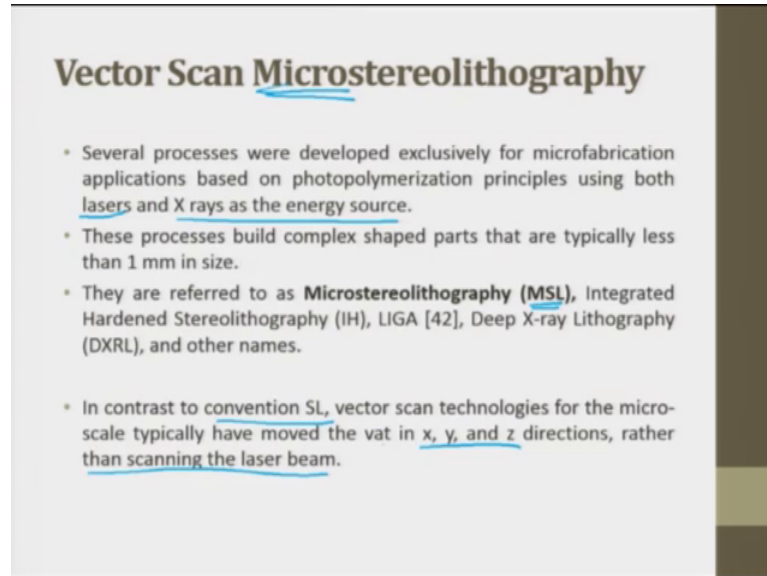 Vector Scan Microstereolithography
• Several processes were developed exclusively for microfabrication
applications based on photopolymerization principles using both
lasers and X rays as the energy source.
• These processes build complex shaped parts that are typically less
than 1 mm in size.
• They are referred to as Microstereolithography (MSL), Integrated
Hardened Stereolithography (IH), LIGA [42], Deep X-ray Lithography
(DXRL), and other names.
• In contrast to convention SL, vector scan technologies for the micro-
scale typically have moved the vat in x, y, and z directions, rather
than scanning the laser beam.